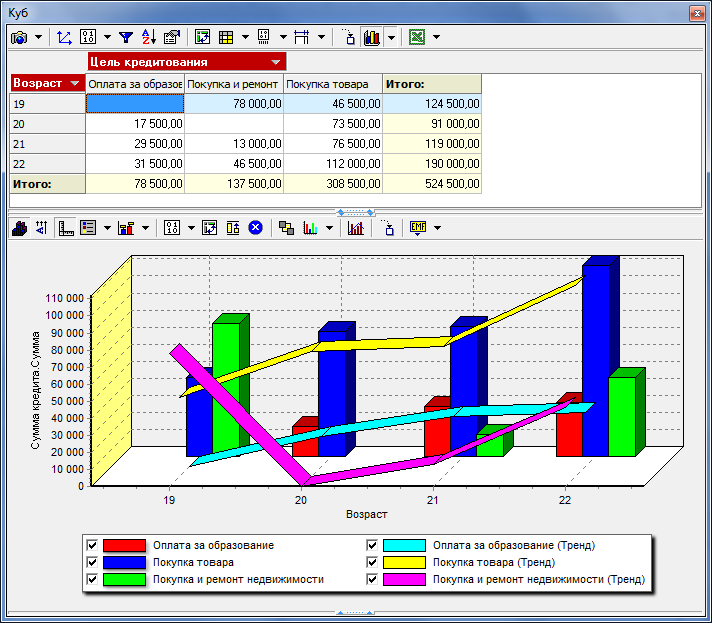 Куб
Цель кредитования
Возраст Оплата за образов Покупка и ремонт Покупка товара Итого:
19 78 000,00 46 500,00 124 500,00
20 17 500,00 73 500,00 91 000,00
21 29 500,00 13 000,00 76 500,00 119 000,00
22 31 500,00 46 500,00 112 000,00 190 000,00
Итого: 78 500,00 137 500,00 308 500,00 524 500,00
EMF
110 000
100 000
90 000
80 000
70 000
60 000
50 000
40 000
30 000
20 000
10 000
0
Сумма кредита.Сумма
19 20 21 22
Возраст
Оплата за образование Оплата за образование (Тренд)
Покупка товара Покупка товара (Тренд)
Покупка и ремонт недвижимости Покупка и ремонт недвижимости (Тренд)